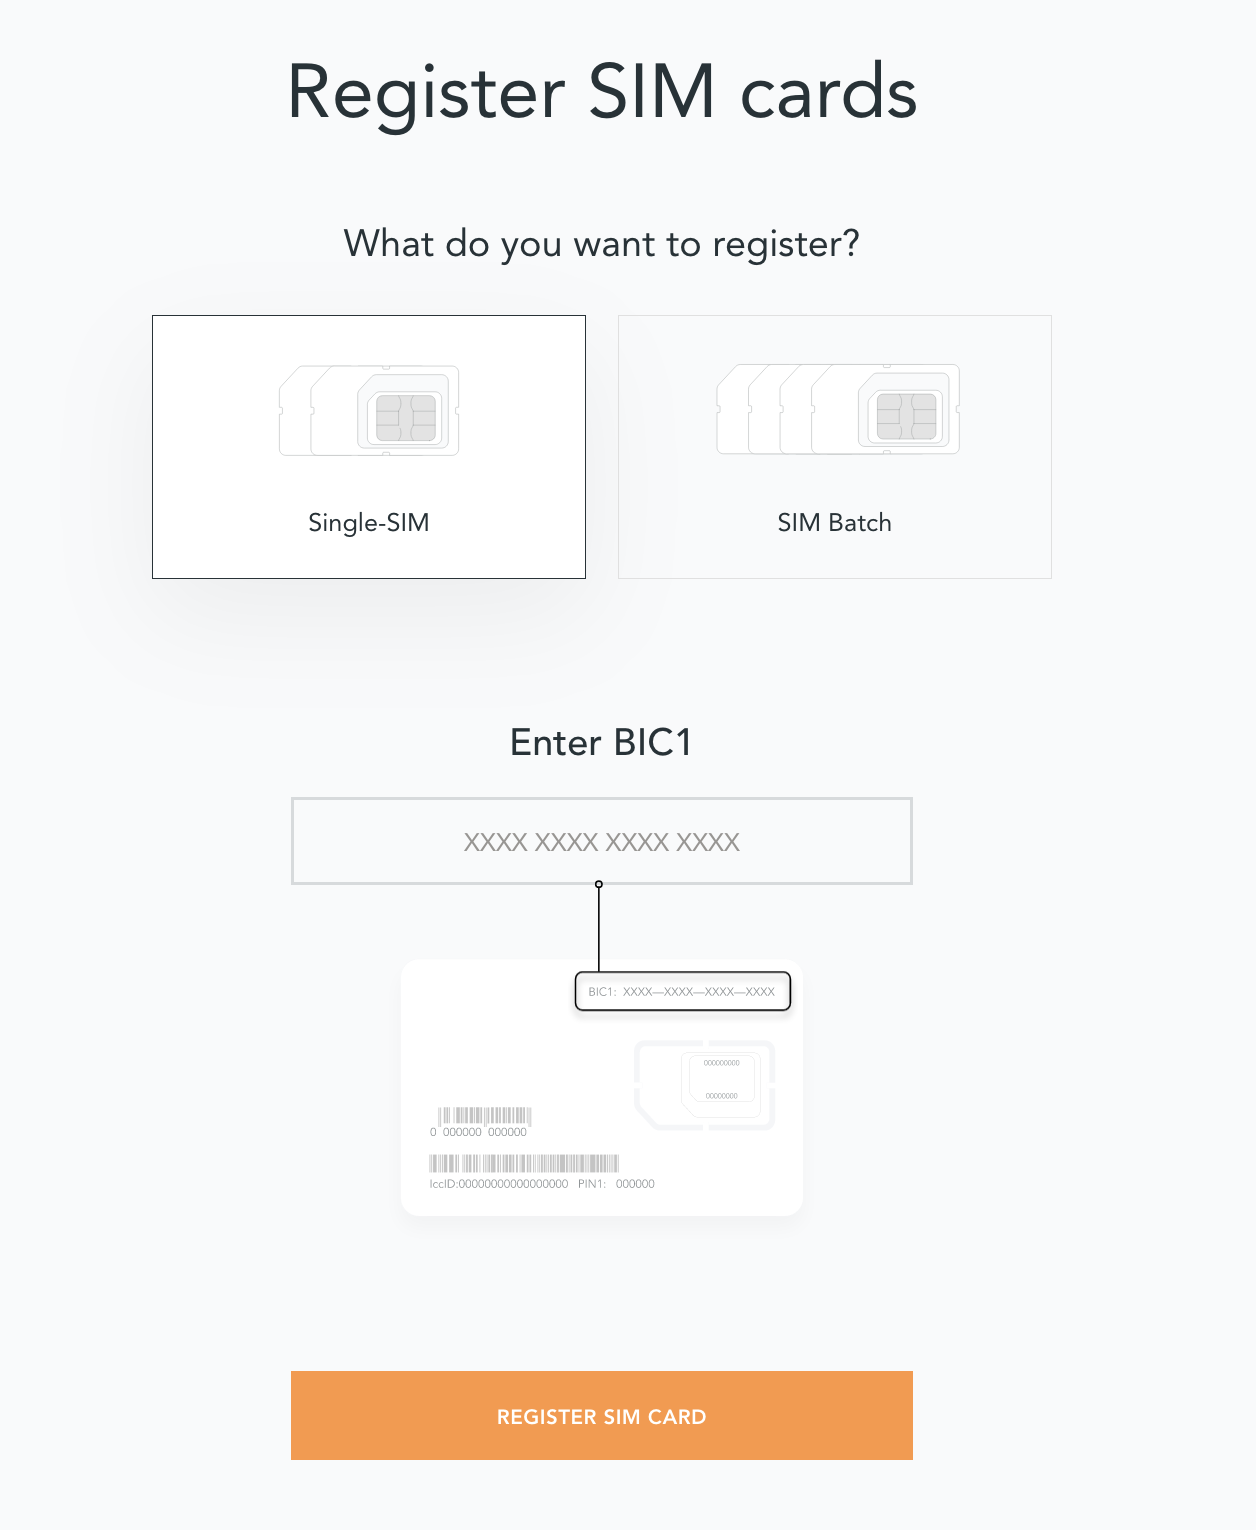 Register SIM cards
What do you want to register?
Single-SIM
SIM Batch
Enter BIC1
XXXX XXXX XXXX XXXX
BIC1: XXXX—XXXX—XXXX—XXXX
000000000
00000000
0 000000 000000
IccID:00000000000000000 PIN1: 000000
REGISTER SIM CARD